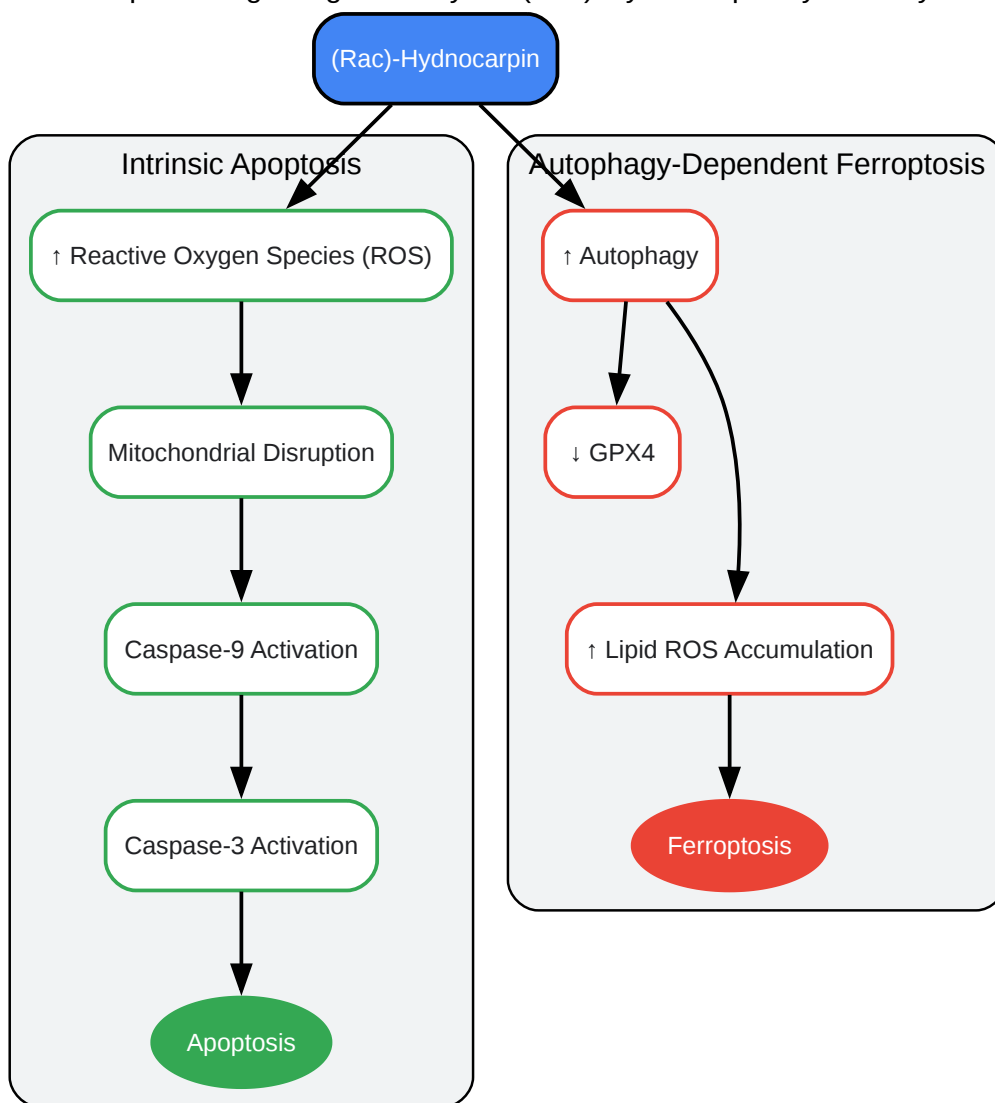 (Rac)-Hydnocarpin
Intrinsic Apoptosis
↑ Reactive Oxygen Species (ROS)
Mitochondrial Disruption
Caspase-9 Activation
Caspase-3 Activation
Apoptosis
Autophagy-Dependent Ferroptosis
↑ Autophagy
↓ GPX4
↑ Lipid ROS Accumulation
Ferroptosis